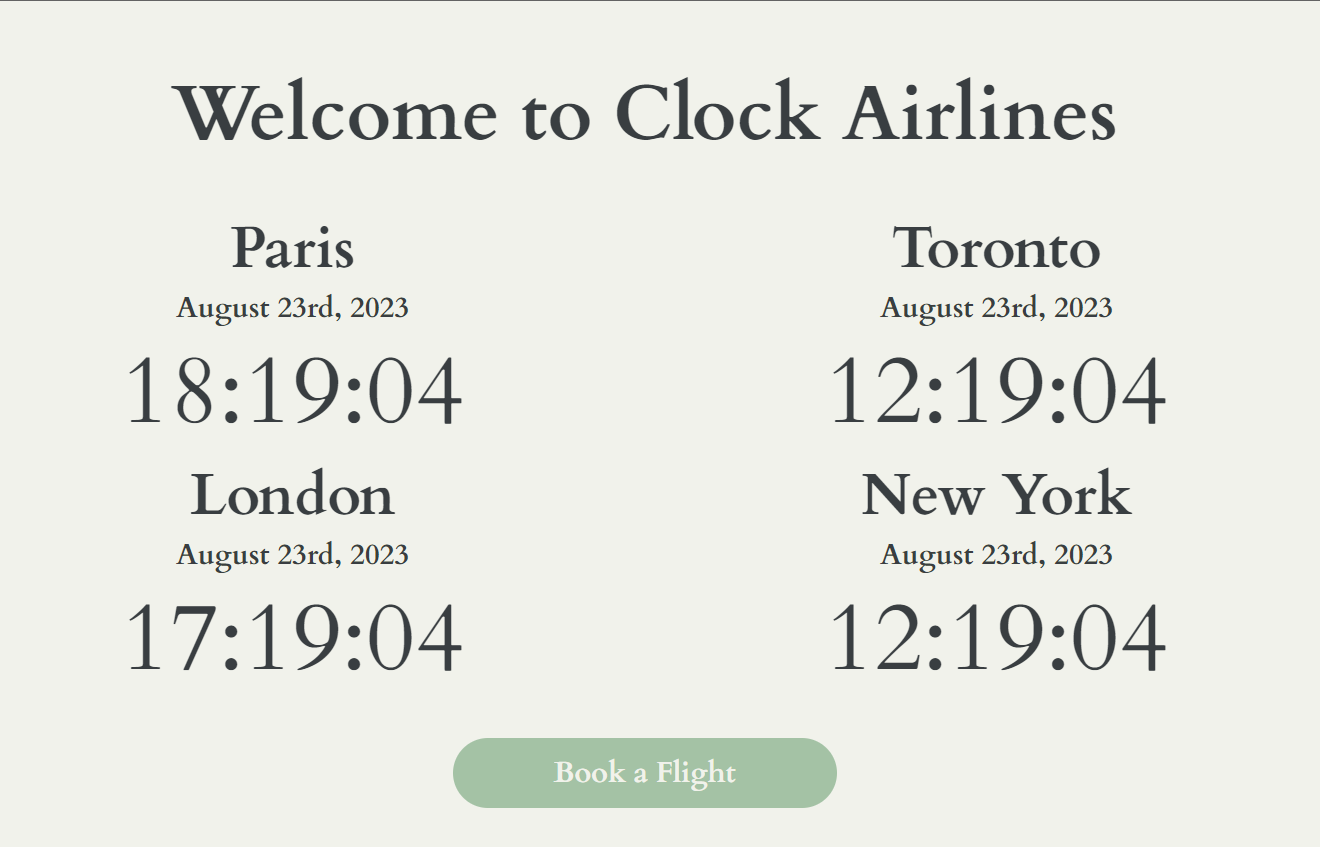 Welcome to Clock Airlines
Paris
August 23rd, 2023
18:19:04
Toronto
August 23rd, 2023
12:19:04
London
August 23rd, 2023
17:19:04
New York
August 23rd, 2023
12:19:04
Book a Flight